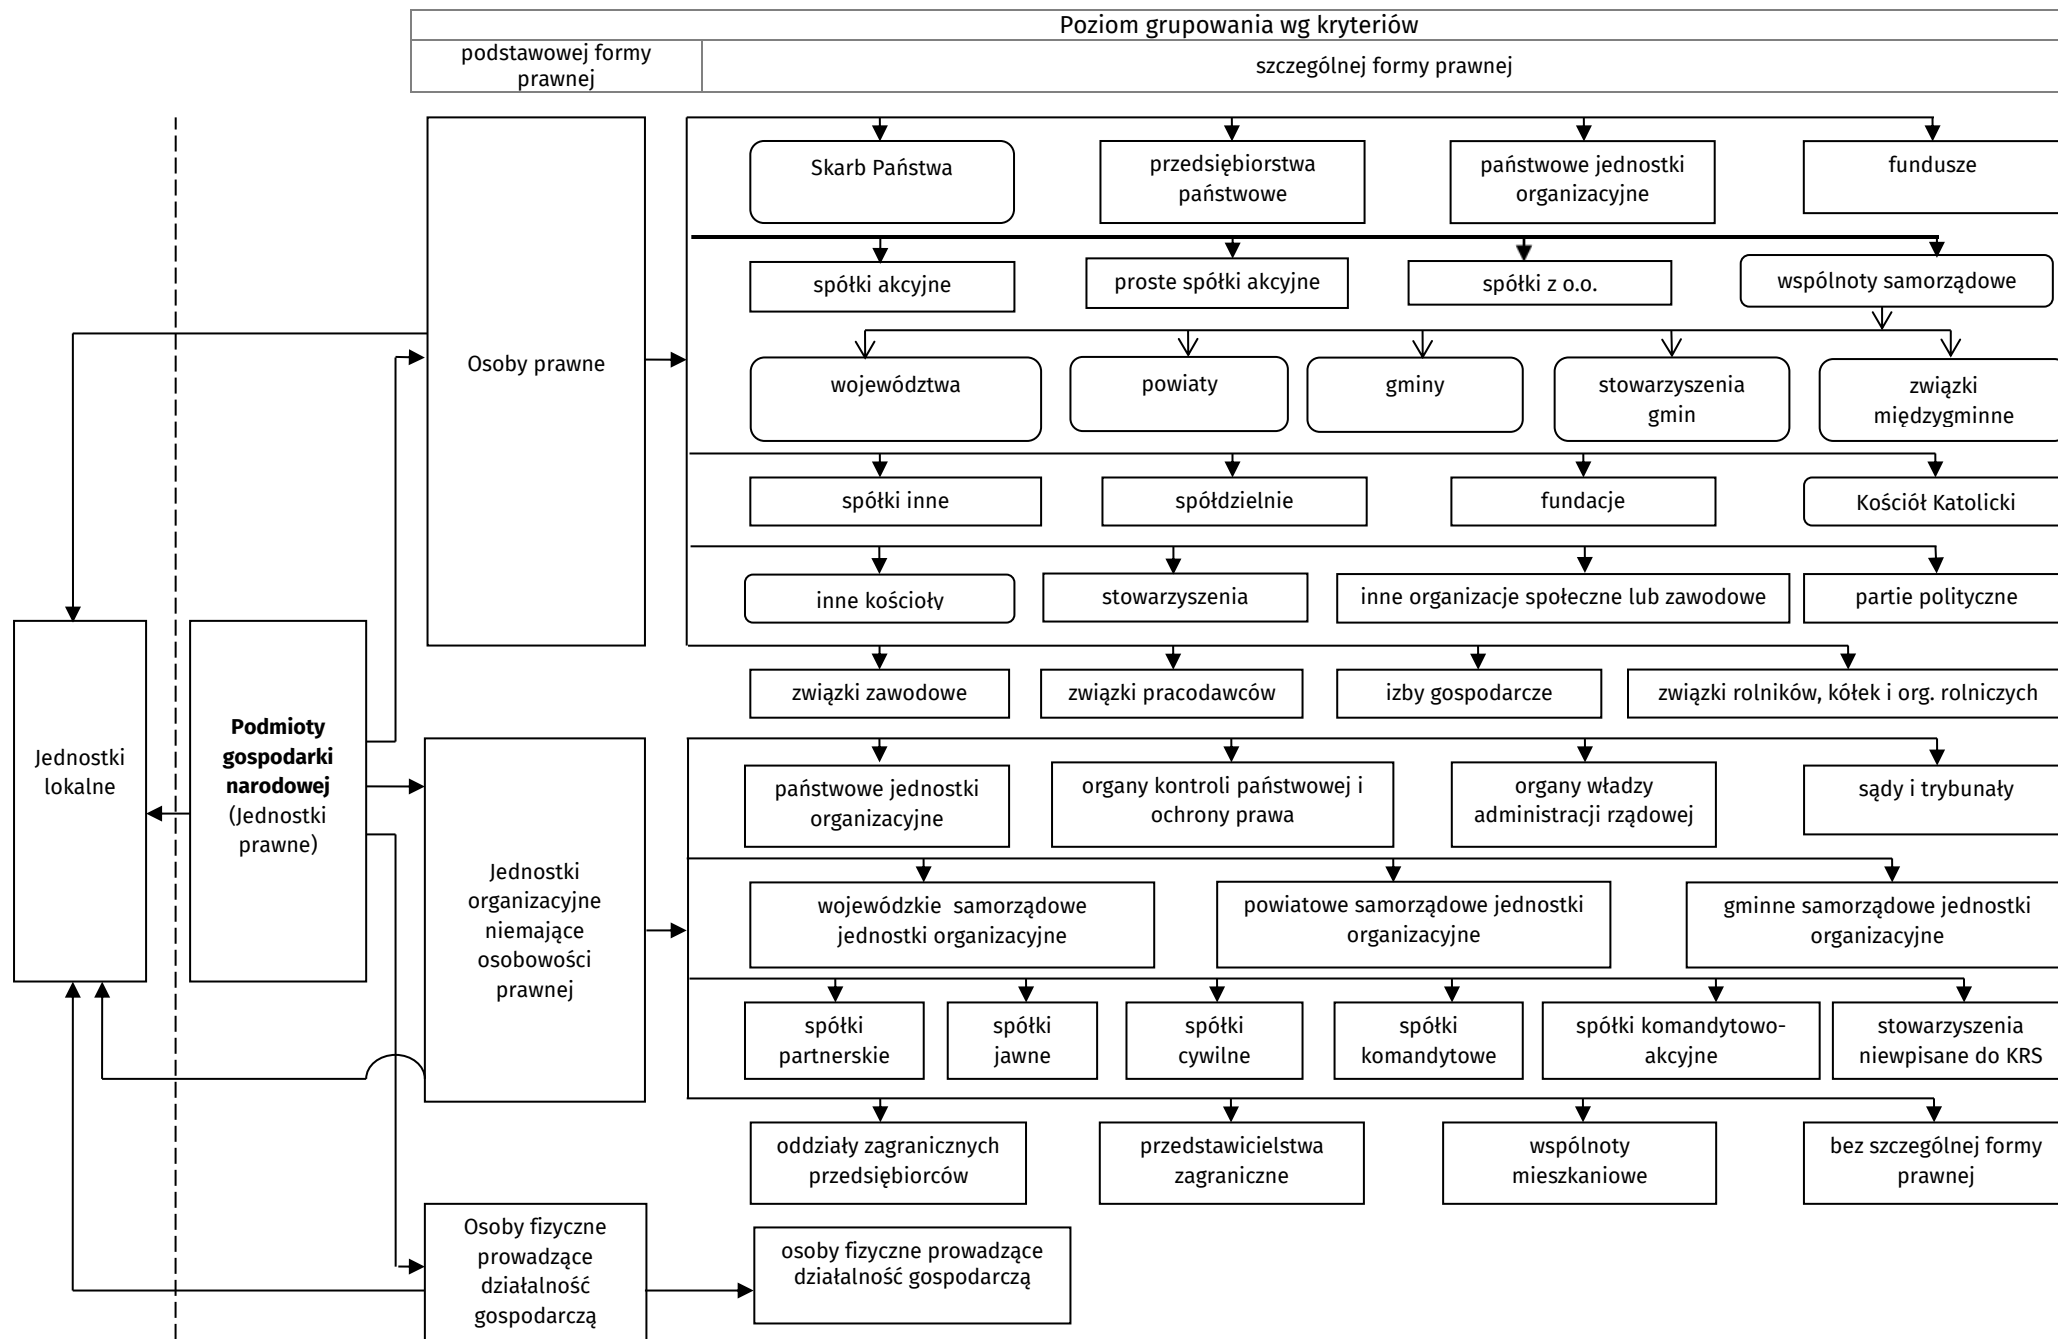 Poziom grupowania wg kryteriów
podstawowej formy
prawnej
szczególnej formy prawnej
Skarb Państwa
przedsiębiorstwa
państwowe
państwowe jednostki
organizacyjne
fundusze
spółki akcyjne
proste spółki akcyjne
spółki z o.o.
wspólnoty samorządowe
Osoby prawne
województwa
powiaty
gminy
stowarzyszenia
gmin
związki
międzygminne
spółki inne
spółdzielnie
fundacje
Kościół Katolicki
inne kościoły
stowarzyszenia
inne organizacje społeczne lub zawodowe
partie polityczne
związki zawodowe
związki pracodawców
izby gospodarcze
związki rolników, kółek i org. rolniczych
Jednostki
lokalne
Podmioty
gospodarki
narodowej
(Jednostki
prawne)
Jednostki
organizacyjne
niemające
osobowości
prawnej
państwowe jednostki
organizacyjne
organy kontroli państwowej i
ochrony prawa
organy władzy
administracji rządowej
sądy i trybunały
wojewódzkie  samorządowe
jednostki organizacyjne
powiatowe samorządowe jednostki
organizacyjne
gminne samorządowe jednostki
organizacyjne
spółki
partnerskie
spółki
jawne
spółki
cywilne
spółki
komandytowe
spółki komandytowo-
akcyjne
stowarzyszenia
niewpisane do KRS
oddziały zagranicznych
przedsiębiorców
przedstawicielstwa
zagraniczne
wspólnoty
mieszkaniowe
bez szczególnej formy
prawnej
Osoby fizyczne
prowadzące
działalność
gospodarczą
osoby fizyczne prowadzące
działalność gospodarczą